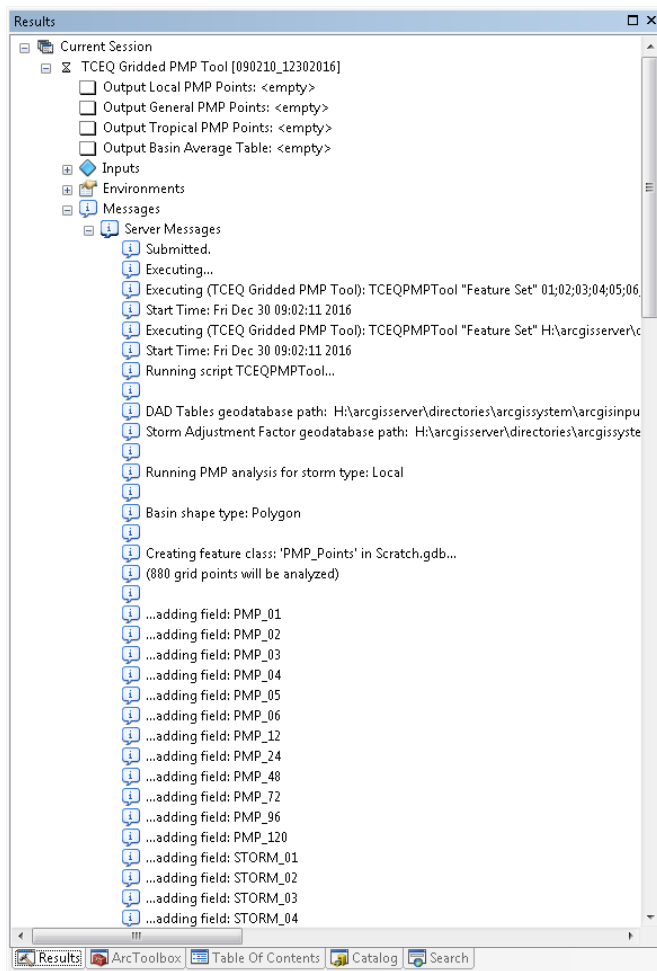 Results
Current Session
TCEQ Gridded PMP Tool [090210_12302016]
Output Local PMP Points: <empty>
Output General PMP Points: <empty>
Output Tropical PMP Points: <empty>
Output Basin Average Table: <empty>
Inputs
Environments
Messages
Server Messages
Submitted.
Executing...
Executing (TCEQ Gridded PMP Tool): TCEQPMPTool "Feature Set" 01;02;03;04;05;06
Start Time: Fri Dec 30 09:02:11 2016
Executing (TCEQ Gridded PMP Tool): TCEQPMPTool "Feature Set" H:\arcgisserver\c
Start Time: Fri Dec 30 09:02:11 2016
Running script TCEQPMPTool...
DAD Tables geodatabase path:  H:\arcgisserver\directories\arcgissystem\arcgisinpu
Storm Adjustment Factor geodatabase path:  H:\arcgisserver\directories\arcgissyste
Running PMP analysis for storm type: Local
Basin shape type: Polygon
Creating feature class: 'PMP_Points' in Scratch.gdb...
(880 grid points will be analyzed)
...adding field: PMP_01
...adding field: PMP_02
...adding field: PMP_03
...adding field: PMP_04
...adding field: PMP_05
...adding field: PMP_06
...adding field: PMP_12
...adding field: PMP_24
...adding field: PMP_48
...adding field: PMP_72
...adding field: PMP_96
...adding field: PMP_120
...adding field: STORM_01
...adding field: STORM_02
...adding field: STORM_03
...adding field: STORM_04
Results ArcToolbox Table Of Contents Catalog Search